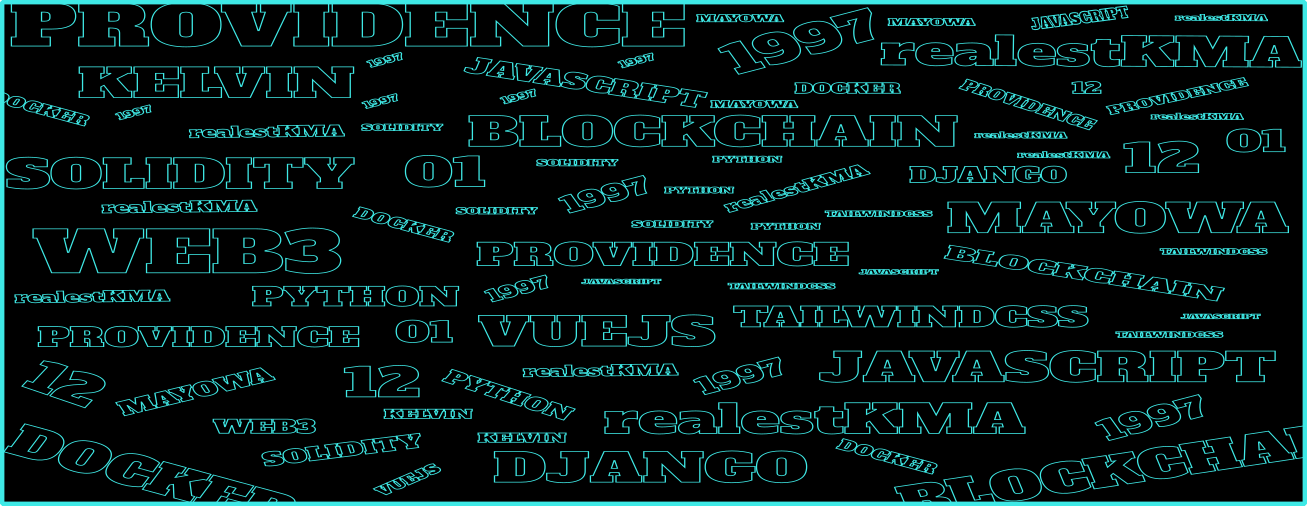 PROVIDENCE MAYOWA 1997 MAYOWA JAVASCRIPT realestKMA
KELVIN 1997 JAVASCRIPT 1997 realestKMA
DOCKER 1997 1997 1997 MAYOWA DOCKER PROVIDENCE 12 PROVIDENCE
realestKMA SOLIDITY BLOCKCHAIN realestKMA realestKMA 01
SOLIDITY 01 SOLIDITY PYTHON realestKMA 12
realestKMA DOCKER SOLIDITY 1997 PYTHON realestKMA DJANGO
SOLIDITY PYTHON TAILWINDCSS MAYOWA
WEB3 PROVIDENCE JAVASCRIPT BLOCKCHAIN TAILWINDCSS
realestKMA PYTHON 1997 JAVASCRIPT TAILWINDCSS
PROVIDENCE 01 VUEJS TAILWINDCSS JAVASCRIPT
TAILWINDCSS
12 MAYOWA 12 PYTHON realestKMA 1997 JAVASCRIPT
WEB3 KELVIN realestKMA 1997
DOCKER SOLIDITY KELVIN DOCKER
VUEJS DJANGO BLOCKCHAI